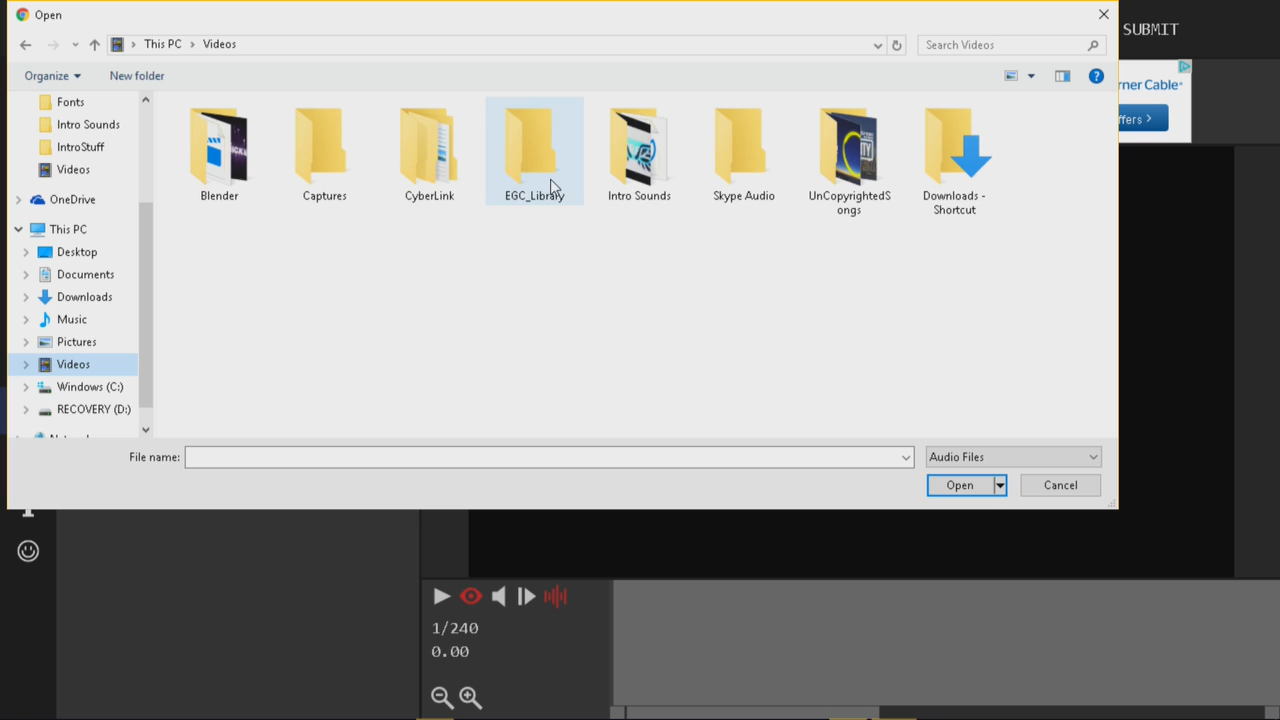 Open
SUBMIT
This PC
Videos
Search Videos
Organize
New folder
rner Cable
ffers >
Fonts
Intro Sounds
IntroStuff
Videos
OneDrive
This PC
Desktop
Documents
Downloads
Music
Pictures
Videos
Windows (C:)
RECOVERY (D:)
Blender
Captures
CyberLink
EGC_Library
Intro Sounds
Skype Audio
UnCopyrightedS
ongs
Downloads -
Shortcut
File name:
Audio Files
Open
Cancel
1/240
0.00